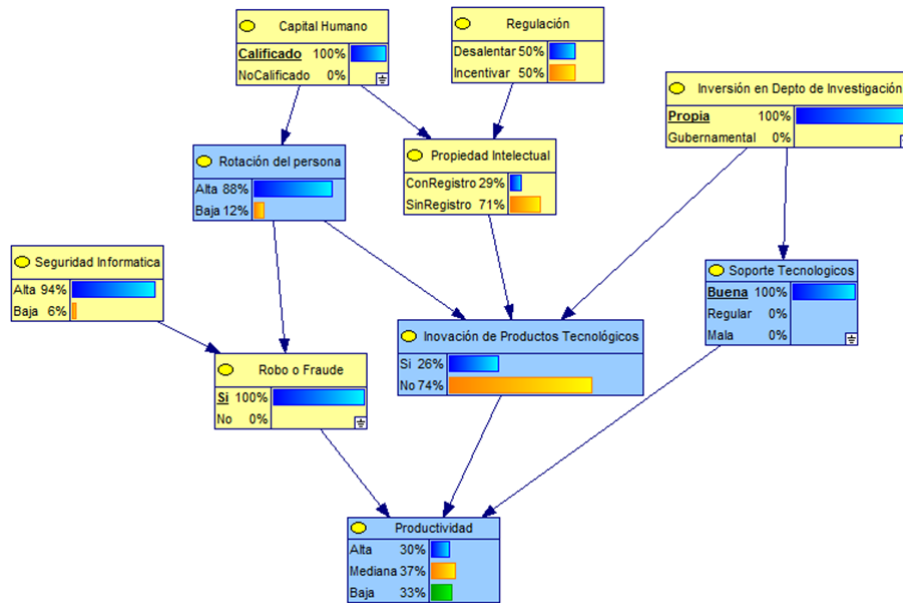 Capital Humano
Calificado 100%
NoCalificado 0%
Regulación
Desalentar 50%
Incentivar 50%
Inversión en Depto de Investigación
Propia 100%
Gubernamental 0%
Rotación del persona
Alta 88%
Baja 12%
Propiedad Intelectual
ConRegistro 29%
SinRegistro 71%
Seguridad Informatica
Alta 94%
Baja 6%
Soporte Tecnologicos
Buena 100%
Regular 0%
Mala 0%
Inovación de Productos Tecnológicos
Si 26%
No 74%
Robo o Fraude
Si 100%
No 0%
Productividad
Alta 30%
Mediana 37%
Baja 33%